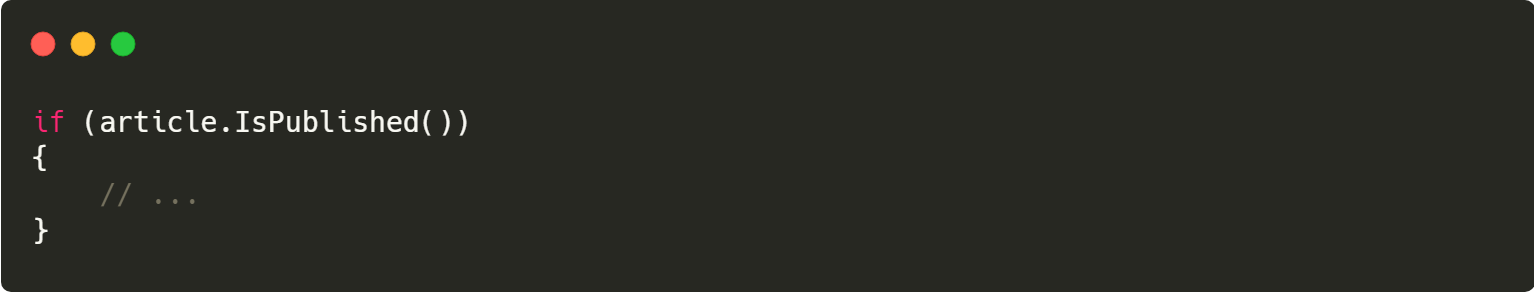 if (article.IsPublished())
{
    // ...
}